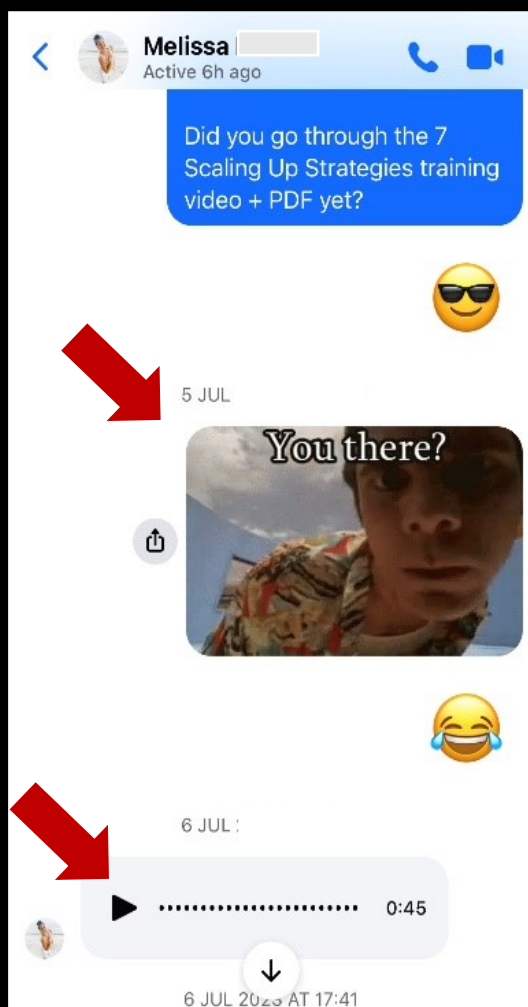 Melissa
Active 6h ago
Did you go through the 7
Scaling Up Strategies training
video + PDF yet?
5 JUL
You there?
6 JUL :
0:45
6 JUL 2023 AT 17:41